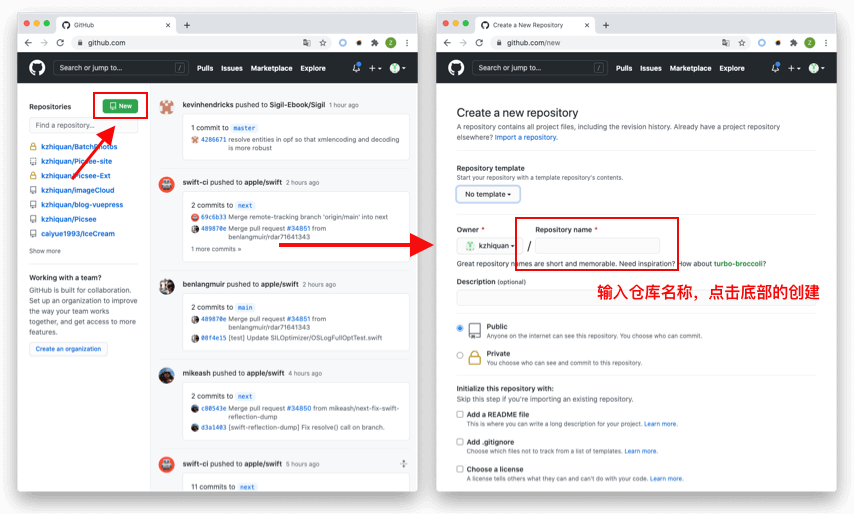 GitHub
github.com
Search or jump to...
/
Pulls
Issues
Marketplace
Explore
Repositories
New
Find a repository...
kzhiquan/BatchPhotos
kzhiquan/Picsee-site
kzhiquan/Picsee-Ext
kzhiquan/imageCloud
kzhiquan/blog-vuepress
kzhiquan/Picsee
caiyue1993/IceCream
Show more
Working with a team?
GitHub is built for collaboration.
Set up an organization to improve
the way your team works
together, and get access to more
features.
Create an organization
kevinhendricks pushed to Sigil-Ebook/Sigil 1 hour ago
1 commit to master
4286671 resolve entities in opf so that xmlencoding and decoding
is more robust
swift-ci pushed to apple/swift 2 hours ago
2 commits to next
69c6b33 Merge remote-tracking branch 'origin/main' into next
489870e Merge pull request #34851 from
benlangmuir/rdar71641343
1 more commits »
benlangmuir pushed to apple/swift 2 hours ago
2 commits to main
489870e Merge pull request #34851 from
benlangmuir/rdar71641343
00f4e15 [test] Update SILOptimizer/OSLogFullOptTest.swift
mikeash pushed to apple/swift 4 hours ago
2 commits to next
c80543e Merge pull request #34850 from mikeash/next-fix-swift-
reflection-dump
d3a1403 [swift-reflection-dump] Fix resolve() call on branch.
swift-ci pushed to apple/swift 5 hours ago
11 commits to next
Create a New Repository
github.com/new
Search or jump to...
/
Pulls
Issues
Marketplace
Explore
Create a new repository
A repository contains all project files, including the revision history. Already have a project repository
elsewhere? Import a repository.
Repository template
Start your repository with a template repository's contents.
No template
Owner *
Repository name *
kzhiquan
/
Great repository names are short and memorable. Need inspiration? How about turbo-broccoli?
Description (optional)
输入仓库名称，点击底部的创建
Public
Anyone on the internet can see this repository. You choose who can commit.
Private
You choose who can see and commit to this repository.
Initialize this repository with:
Skip this step if you're importing an existing repository.
Add a README file
This is where you can write a long description for your project. Learn more.
Add .gitignore
Choose which files not to track from a list of templates. Learn more.
Choose a license
A license tells others what they can and can't do with your code. Learn more.